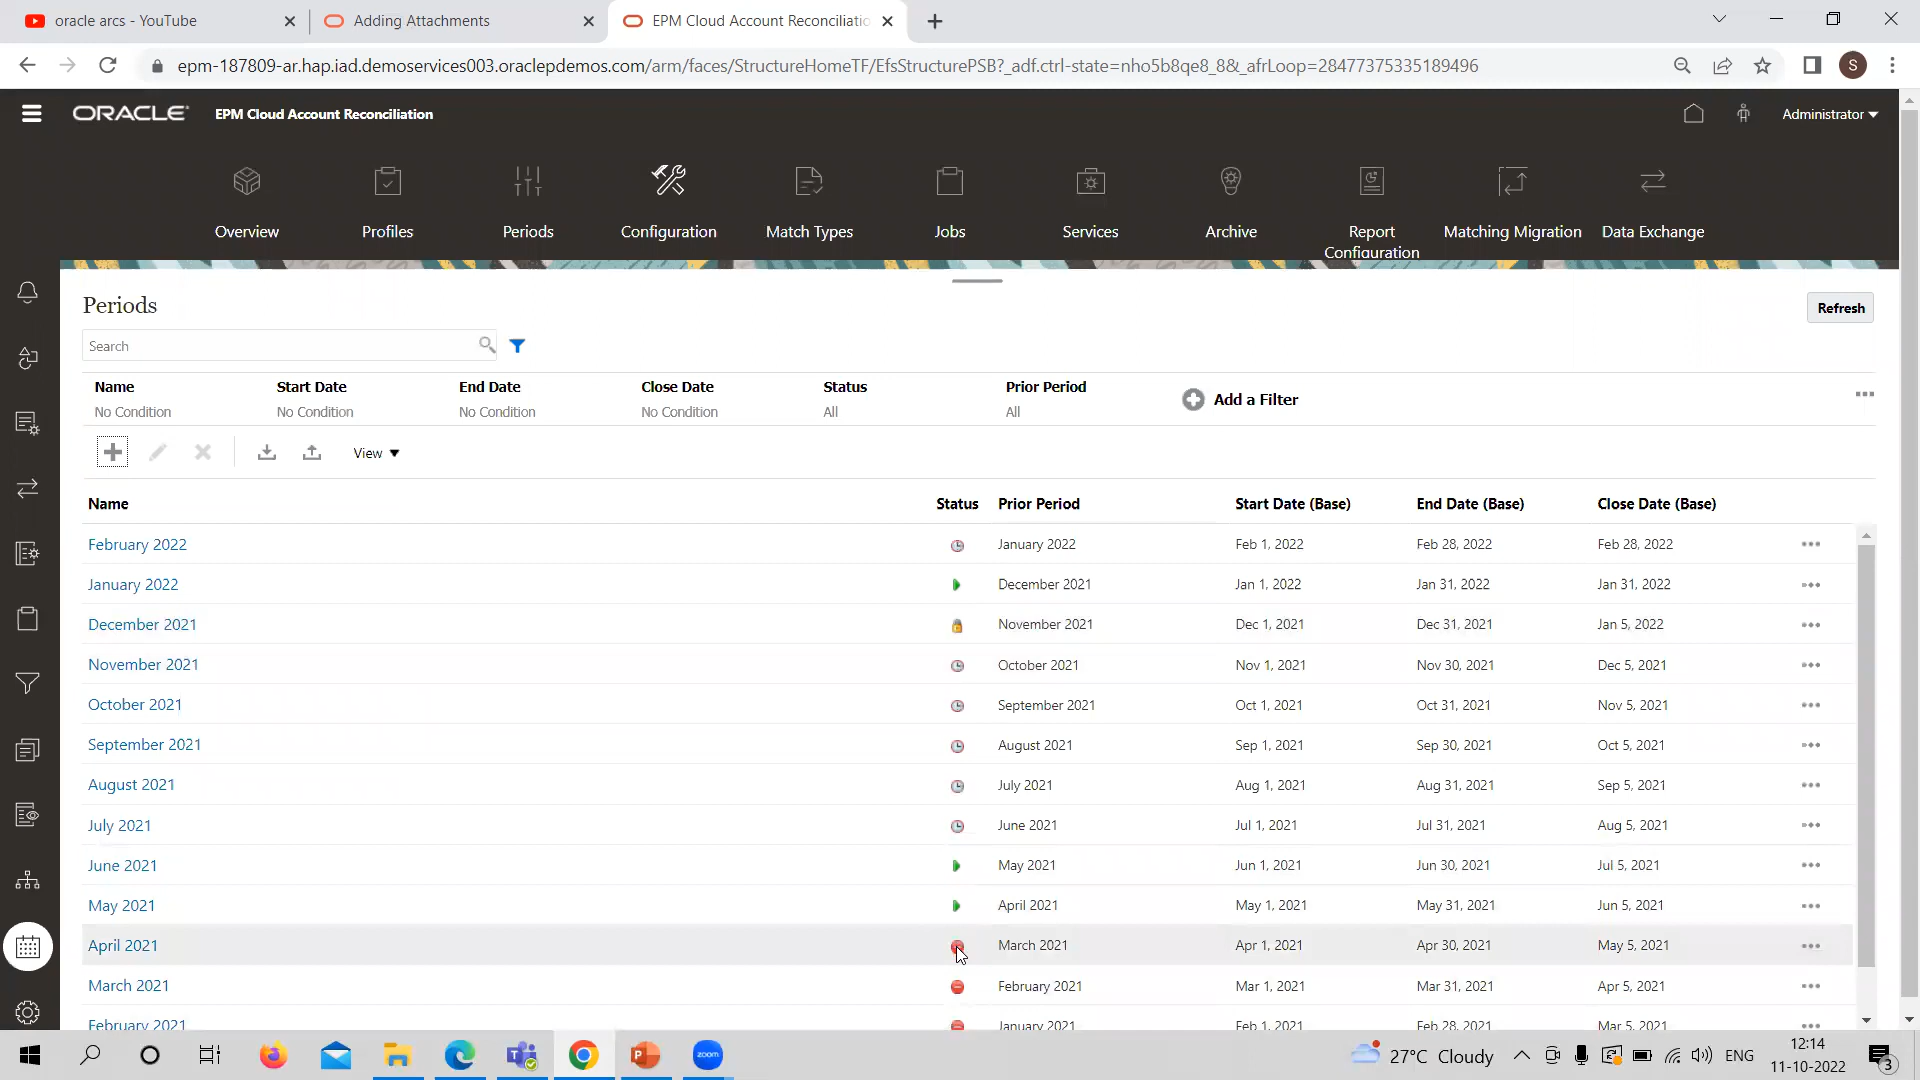 oracle arcs - YouTube
Adding Attachments
EPM Cloud Account Reconciliatio
epm-187809-ar.hap.iad.demoservices003.oraclepdemos.com/arm/faces/StructureHomeTF/EfsStructurePSB?_adf.ctrl-state=nho5b8qe8_8&_afrLoop=28477375335189496
S
ORACLE EPM Cloud Account Reconciliation Administrator
Overview Profiles Periods Configuration Match Types Jobs Services Archive Report Configuration Matching Migration Data Exchange
Periods
Refresh
Search
Name Start Date End Date Close Date Status Prior Period Add a Filter
No Condition No Condition No Condition No Condition All All
View
Name Status Prior Period Start Date (Base) End Date (Base) Close Date (Base)
February 2022 January 2022 Feb 1, 2022 Feb 28, 2022 Feb 28, 2022
January 2022 December 2021 Jan 1, 2022 Jan 31, 2022 Jan 31, 2022
December 2021 November 2021 Dec 1, 2021 Dec 31, 2021 Jan 5, 2022
November 2021 October 2021 Nov 1, 2021 Nov 30, 2021 Dec 5, 2021
October 2021 September 2021 Oct 1, 2021 Oct 31, 2021 Nov 5, 2021
September 2021 August 2021 Sep 1, 2021 Sep 30, 2021 Oct 5, 2021
August 2021 July 2021 Aug 1, 2021 Aug 31, 2021 Sep 5, 2021
July 2021 June 2021 Jul 1, 2021 Jul 31, 2021 Aug 5, 2021
June 2021 May 2021 Jun 1, 2021 Jun 30, 2021 Jul 5, 2021
May 2021 April 2021 May 1, 2021 May 31, 2021 Jun 5, 2021
April 2021 March 2021 Apr 1, 2021 Apr 30, 2021 May 5, 2021
March 2021 February 2021 Mar 1, 2021 Mar 31, 2021 Apr 5, 2021
February 2021 January 2021 Feb 1, 2021 Feb 28, 2021 Mar 5, 2021
zoom
27°C Cloudy
ENG
12:14
11-10-2022
3